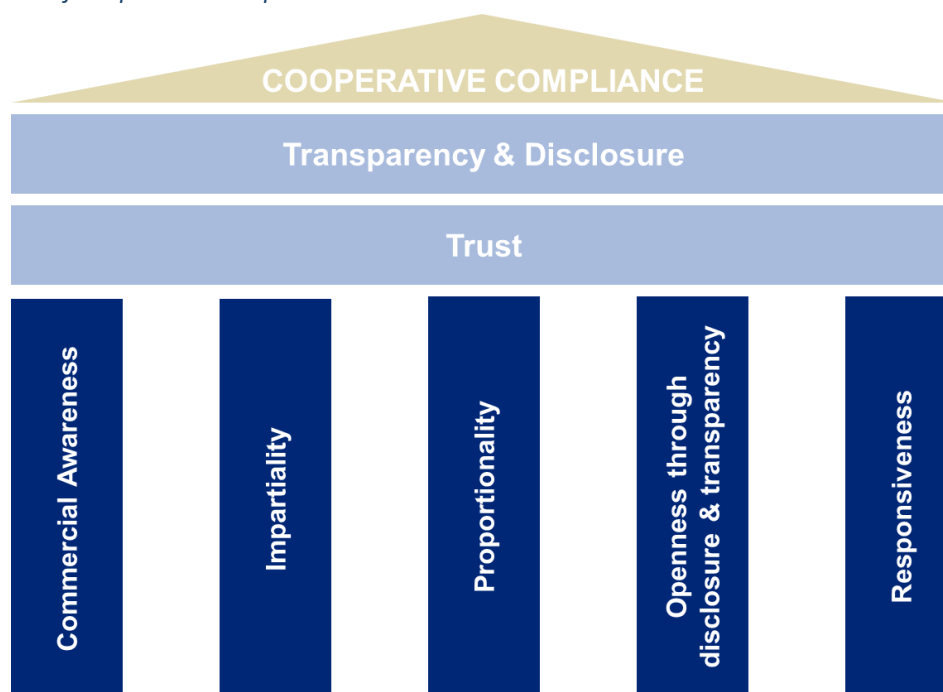 COOPERATIVE COMPLIANCE
Transparency & Disclosure
Trust
Commercial Awareness
Impartiality
Proportionality
Openness through
disclosure & transparency
Responsiveness